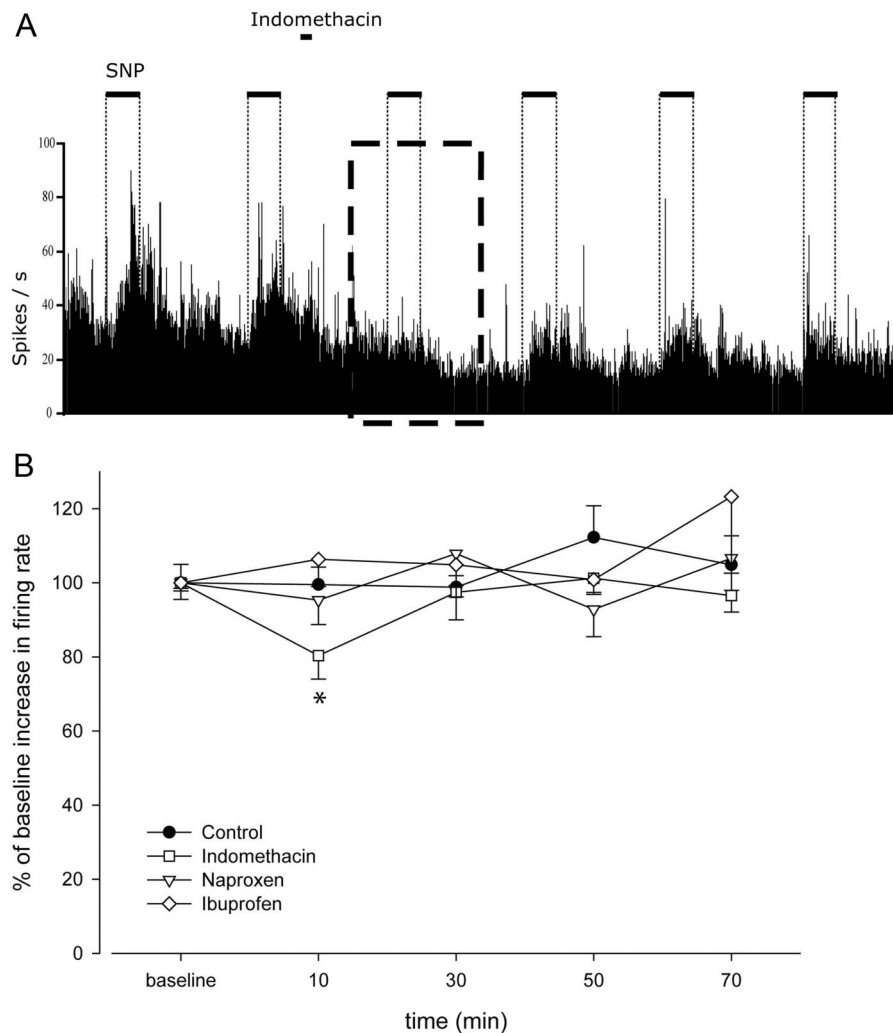 A
Indomethacin
SNP
Spikes / s
100
80
60
40
20
0
B
% of baseline increase in firing rate
120
100
80
60
40
20
0
*
Control
Indomethacin
Naproxen
Ibuprofen
baseline 10 30 50 70
time (min)